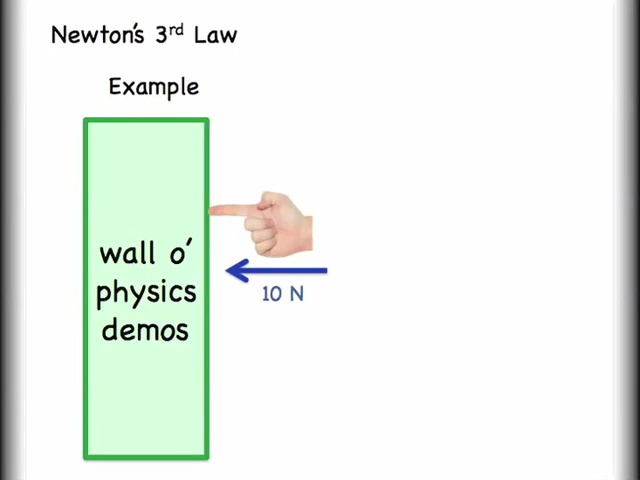 Newton's 3rd Law
Example
wall o'
physics
demos
10 N